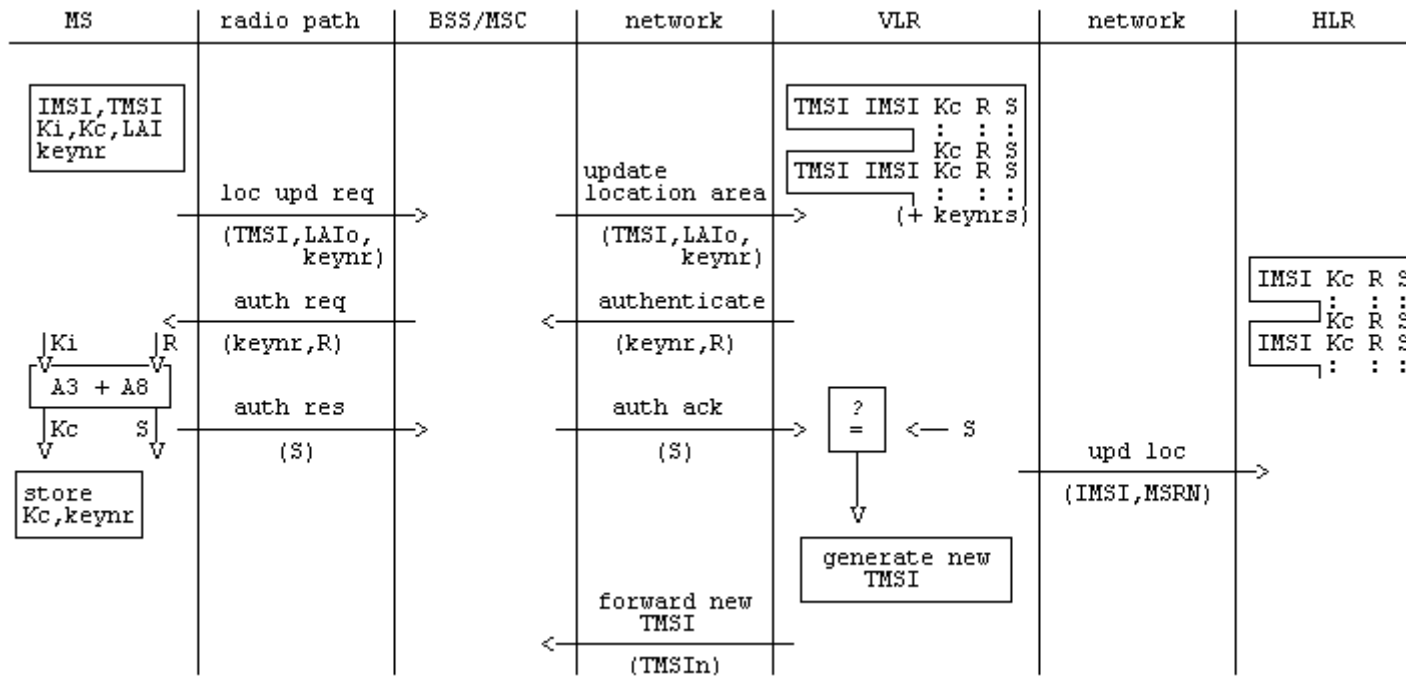 MS radio path BSS/MSC network VLR network HLR
IMSI,TMSI
Ki,Kc,LAI
keynr
TMSI IMSI Kc R S
: : :
Kc R S
TMSI IMSI Kc R S
: : :
(+ keynrs)
loc upd req
(TMSI,LAIo,
keynr)
update
location area
(TMSI,LAIo,
keynr)
IMSI Kc R S
: : :
Kc R S
IMSI Kc R S
: : :
auth req
(keynr,R)
authenticate
(keynr,R)
Ki R
A3 + A8
Kc S
auth res
(S)
auth ack
(S)
?
=
S
upd loc
(IMSI,MSRN)
store
Kc,keynr
generate new
TMSI
forward new
TMSI
(TMSIn)